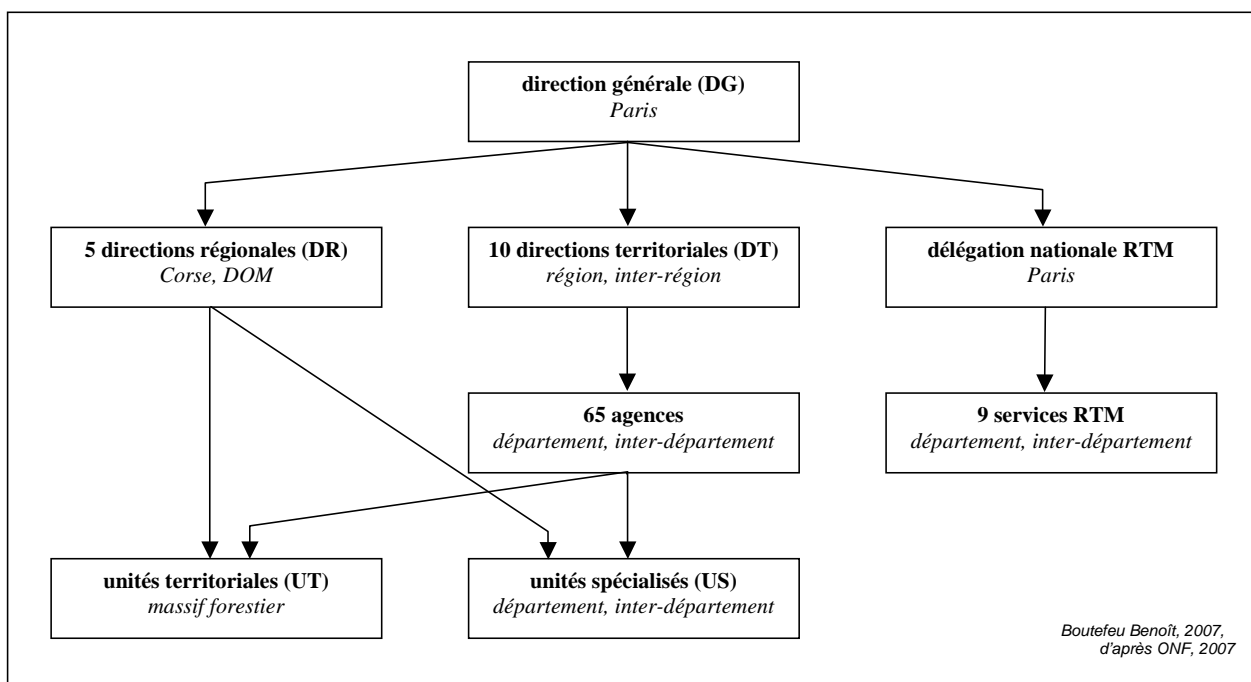 direction générale (DG)
Paris
5 directions régionales (DR)
Corse, DOM
10 directions territoriales (DT)
région, inter-région
délégation nationale RTM
Paris
65 agences
département, inter-département
9 services RTM
département, inter-département
unités territoriales (UT)
massif forestier
unités spécialisés (US)
département, inter-département
Boutefeu Benoît, 2007,
d'après ONF, 2007